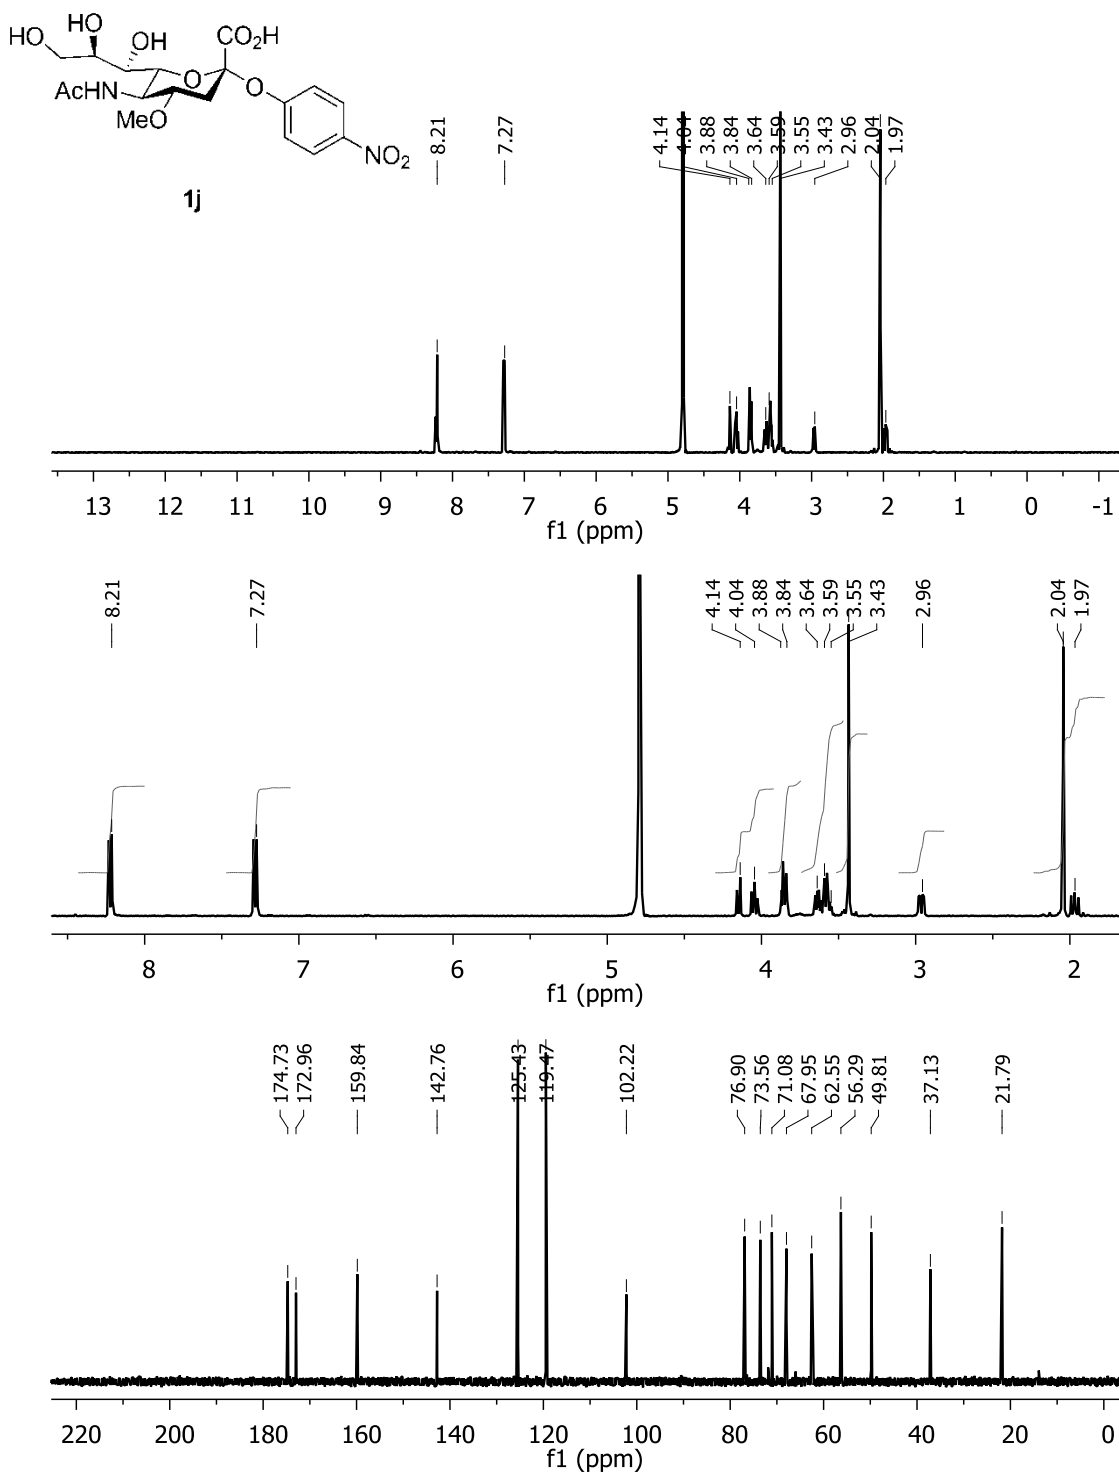 HO
HO
OH
CO₂H
O
O
AcHN
MeO
NO₂
1j
8.21
7.27
4.14
4.04
3.88
3.84
3.64
3.59
3.55
3.43
2.96
2.04
1.97
13 12 11 10 9 8 7 6 5 4 3 2 1 0 -1
f1 (ppm)
8.21
7.27
4.14
4.04
3.88
3.84
3.64
3.59
3.55
3.43
2.96
2.04
1.97
8 7 6 5 4 3 2
f1 (ppm)
174.73
172.96
159.84
142.76
125.43
119.47
102.22
76.90
73.56
71.08
67.95
62.55
56.29
49.81
37.13
21.79
220 200 180 160 140 120 100 80 60 40 20 0
f1 (ppm)